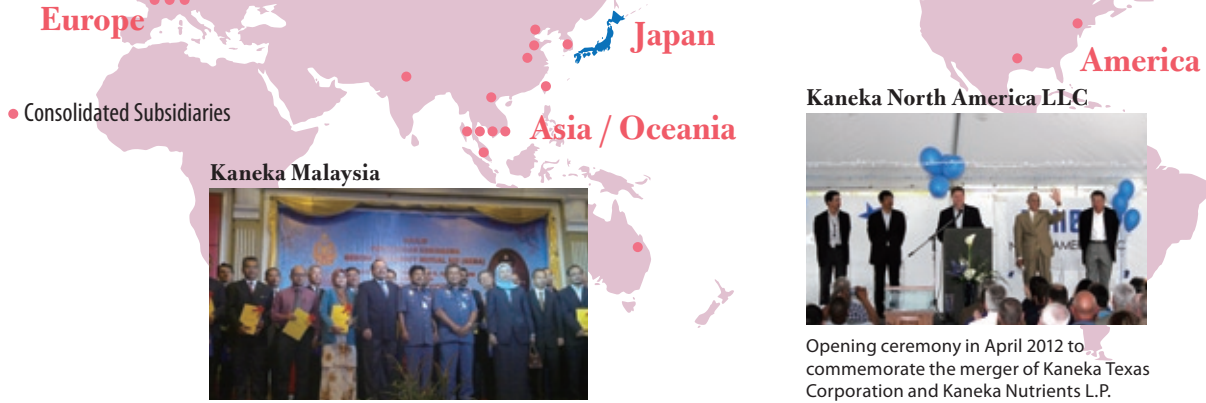 Europe
Japan
America
Kaneka North America LLC
• Consolidated Subsidiaries
Asia / Oceania
Kaneka Malaysia
Opening ceremony in April 2012 to
commemorate the merger of Kaneka Texas
Corporation and Kaneka Nutrients L.P.